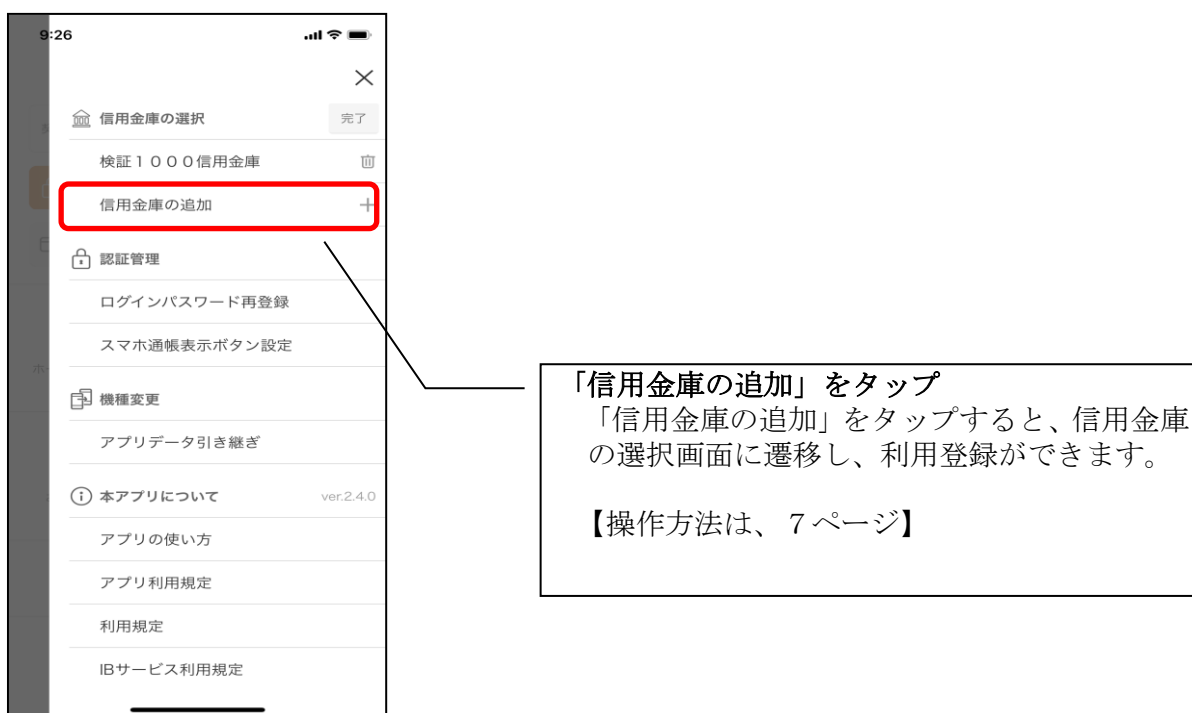 9:26
信用金庫の選択 完了
検証１０００信用金庫
信用金庫の追加
認証管理
ログインパスワード再登録
スマホ通帳表示ボタン設定
機種変更
アプリデータ引き継ぎ
本アプリについて ver.2.4.0
アプリの使い方
アプリ利用規定
利用規定
IBサービス利用規定
「信用金庫の追加」をタップ
「信用金庫の追加」をタップすると、信用金庫
の選択画面に遷移し、利用登録ができます。
【操作方法は、７ページ】